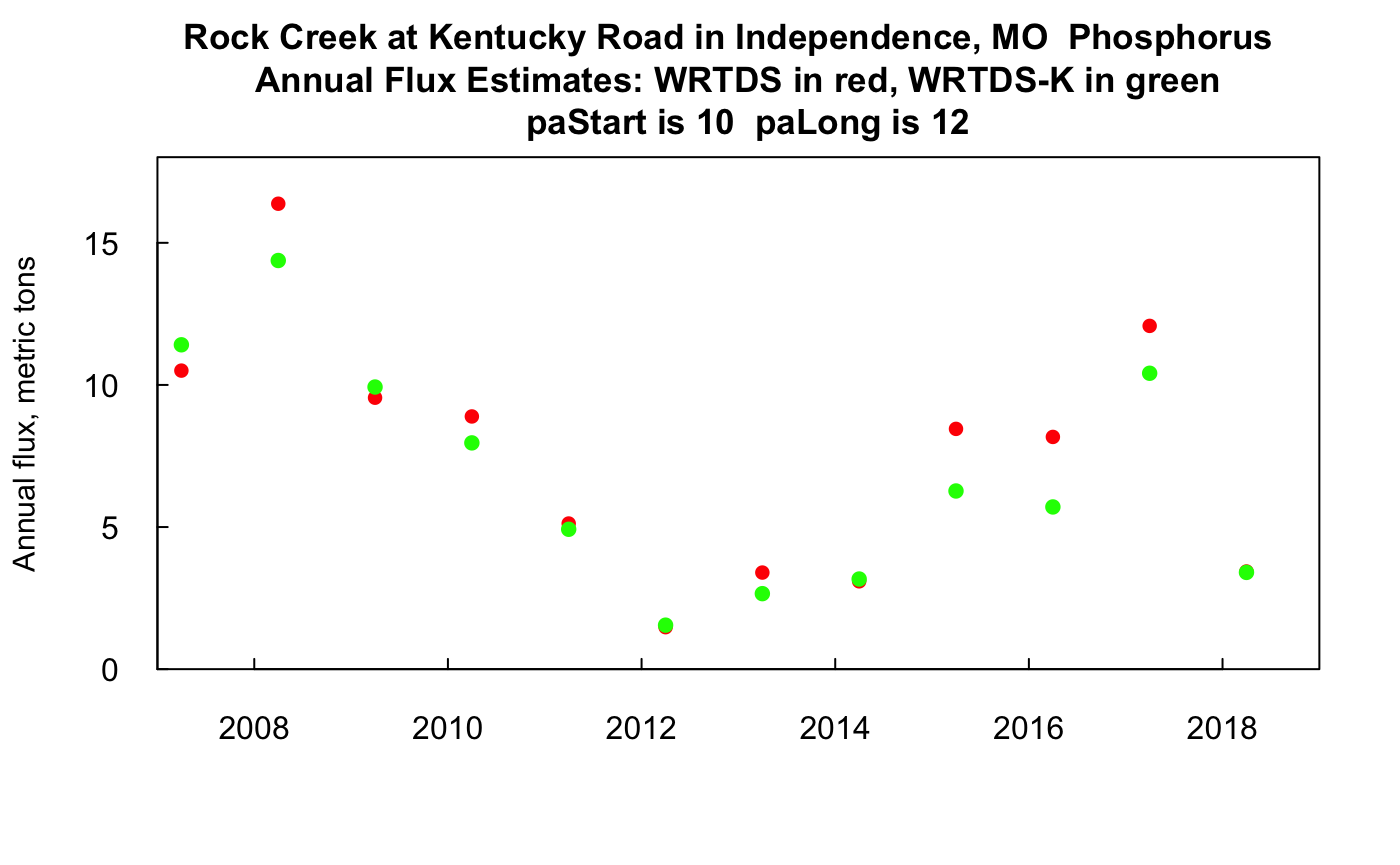 Rock Creek at Kentucky Road in Independence, MO  Phosphorus
Annual Flux Estimates: WRTDS in red, WRTDS-K in green
paStart is 10  paLong is 12
Annual flux, metric tons
15
10
5
0
2008 2010 2012 2014 2016 2018